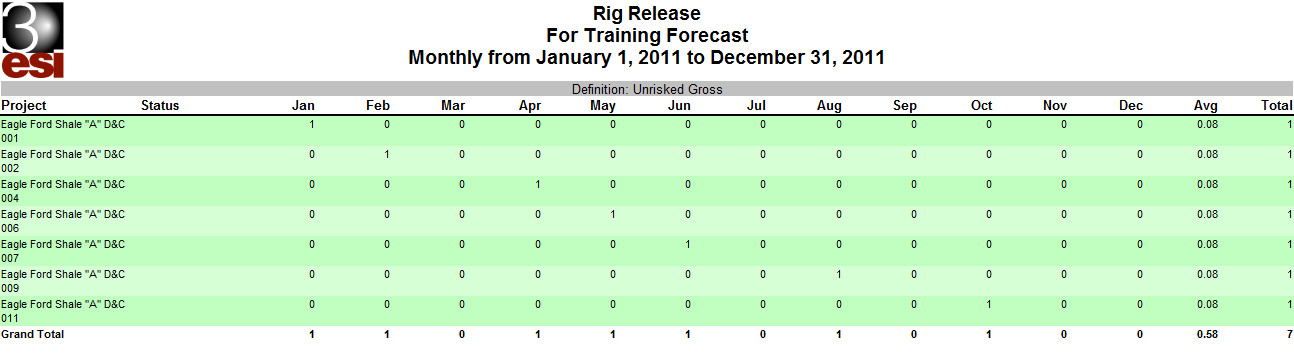 3
esi
Rig Release
For Training Forecast
Monthly from January 1, 2011 to December 31, 2011
Definition: Unrisked Gross
Project Status Jan Feb Mar Apr May Jun Jul Aug Sep Oct Nov Dec Avg Total
Eagle Ford Shale "A" D&C 1 0 0 0 0 0 0 0 0 0 0 0 0.08 1
001
Eagle Ford Shale "A" D&C 0 1 0 0 0 0 0 0 0 0 0 0 0.08 1
002
Eagle Ford Shale "A" D&C 0 0 0 1 0 0 0 0 0 0 0 0 0.08 1
004
Eagle Ford Shale "A" D&C 0 0 0 0 1 0 0 0 0 0 0 0 0.08 1
006
Eagle Ford Shale "A" D&C 0 0 0 0 0 1 0 0 0 0 0 0 0.08 1
007
Eagle Ford Shale "A" D&C 0 0 0 0 0 0 0 1 0 0 0 0 0.08 1
009
Eagle Ford Shale "A" D&C 0 0 0 0 0 0 0 0 0 1 0 0 0.08 1
011
Grand Total 1 1 0 1 1 1 0 1 0 1 0 0 0.58 7